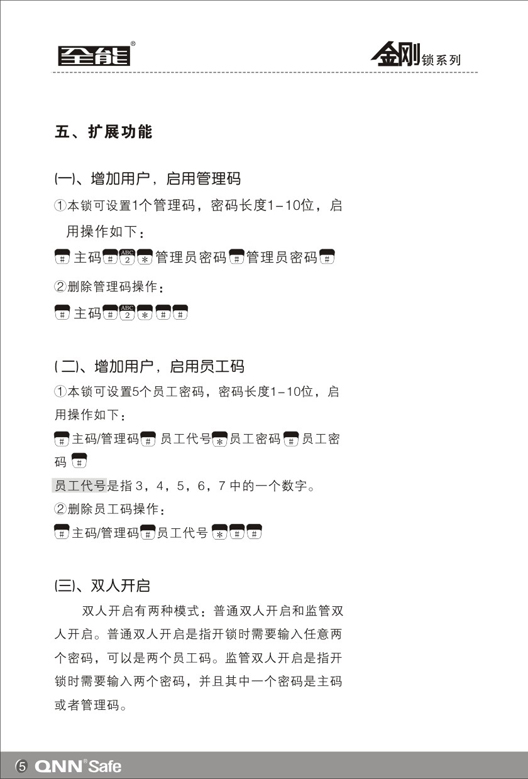 全能®
金刚锁系列
五、扩展功能
(一)、增加用户，启用管理码
①本锁可设置1个管理码，密码长度1-10位，启
用操作如下：
# 主码 # ABC 2 * 管理员密码 # 管理员密码 #
②删除管理码操作：
# 主码 # ABC 2 * # #
(二)、增加用户，启用员工码
①本锁可设置5个员工密码，密码长度1-10位，启
用操作如下：
# 主码/管理码 # 员工代号 * 员工密码 # 员工密
码 #
员工代号是指3，4，5，6，7中的一个数字。
②删除员工码操作：
# 主码/管理码 # 员工代号 * # #
(三)、双人开启
双人开启有两种模式：普通双人开启和监管双
人开启。普通双人开启是指开锁时需要输入任意两
个密码，可以是两个员工码。监管双人开启是指开
锁时需要输入两个密码，并且其中一个密码是主码
或者管理码。
5 QNN® Safe